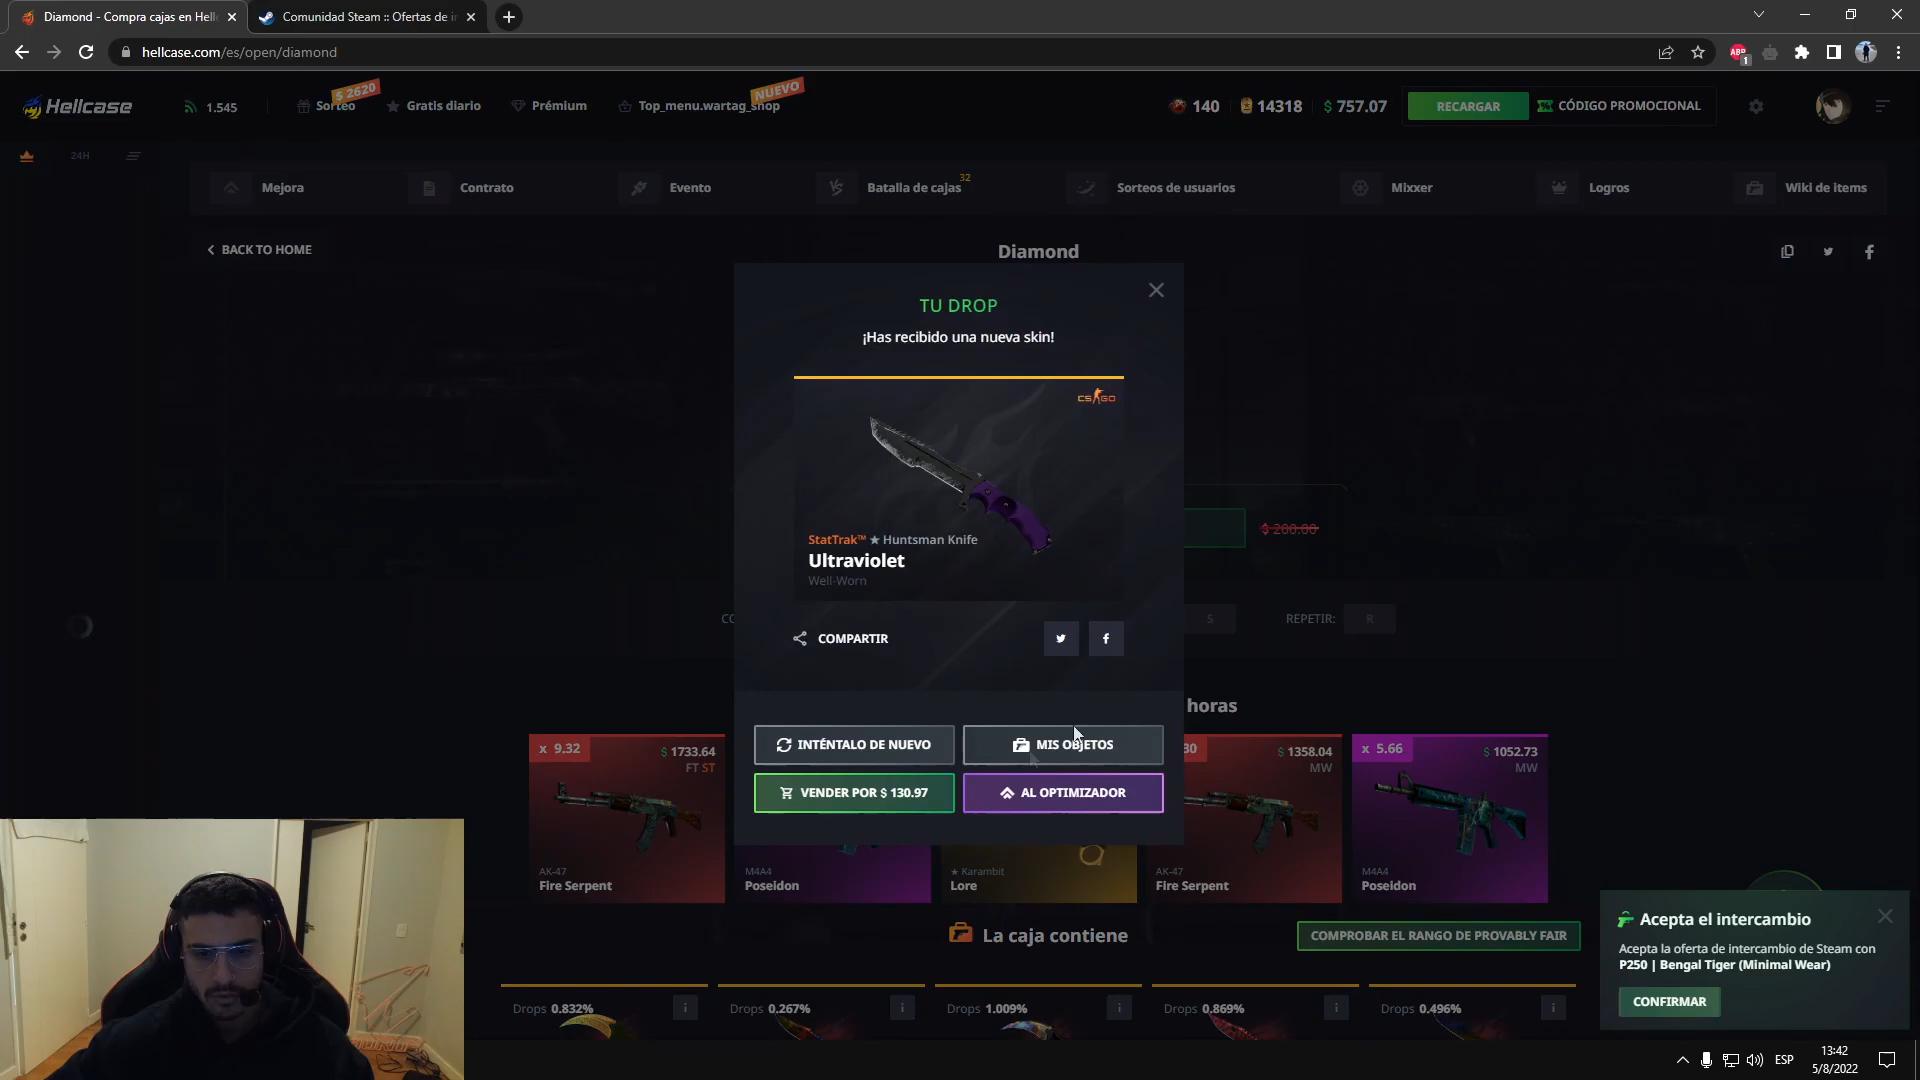 Diamond - Compra cajas en Hell
Comunidad Steam :: Ofertas de in
hellcase.com/es/open/diamond
ABP
1
Hellcase
1.545
Sorteo
$ 2620
Gratis diario
Prémium
Top_menu.wartag_shop
NUEVO
140
14318
$ 757.07
RECARGAR
CÓDIGO PROMOCIONAL
24H
Mejora
Contrato
Evento
Batalla de cajas
32
Sorteos de usuarios
Mixxer
Logros
Wiki de items
BACK TO HOME
Diamond
TU DROP
¡Has recibido una nueva skin!
CS:GO
StatTrak™ ★ Huntsman Knife
Ultraviolet
Well-Worn
$ 200.00
COMPARTIR
S
REPETIR:
R
horas
INTÉNTALO DE NUEVO
MIS OBJETOS
VENDER POR $ 130.97
AL OPTIMIZADOR
x 9.32
$ 1733.64
FT ST
AK-47
Fire Serpent
M4A4
Poseidon
★ Karambit
Lore
30
$ 1358.04
MW
AK-47
Fire Serpent
x 5.66
$ 1052.73
MW
M4A4
Poseidon
La caja contiene
COMPROBAR EL RANGO DE PROVABLY FAIR
Drops 0.832%
Drops 0.267%
Drops 1.009%
Drops 0.869%
Drops 0.496%
Acepta el intercambio
Acepta la oferta de intercambio de Steam con
P250 | Bengal Tiger (Minimal Wear)
CONFIRMAR
ESP
13:42
5/8/2022